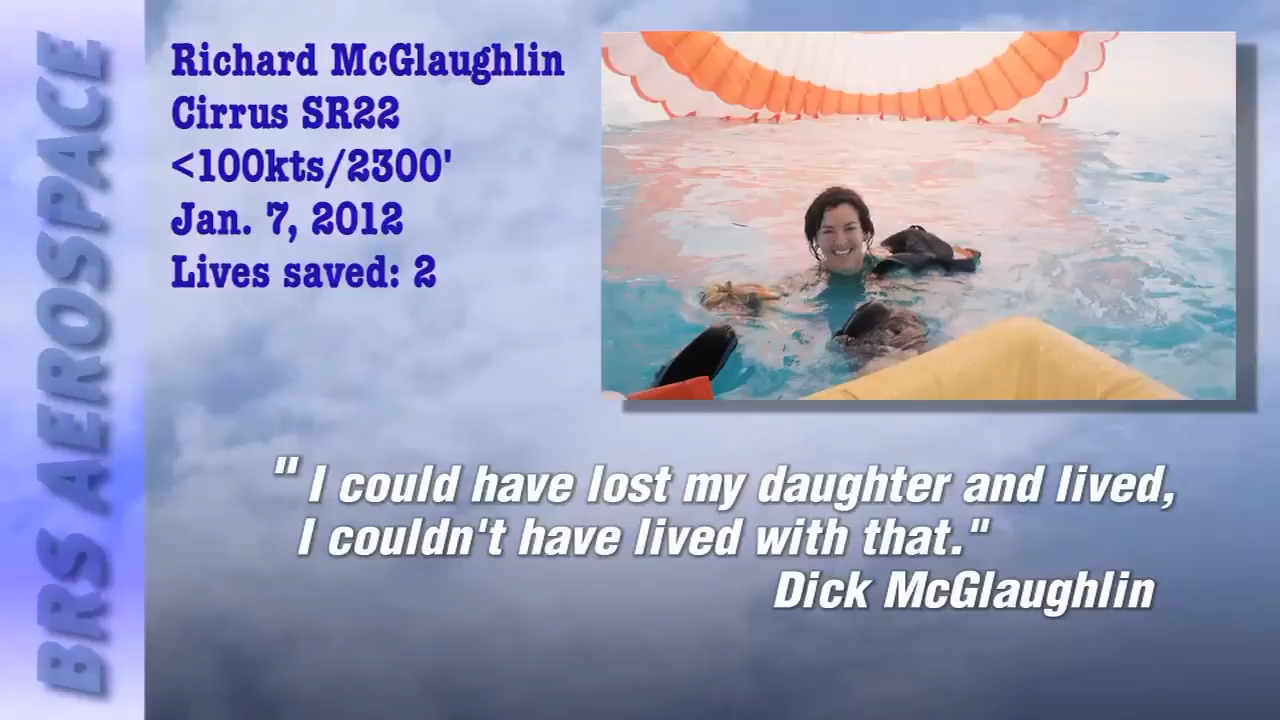 BRS AEROSPACE
Richard McGlaughlin
Cirrus SR22
<100kts/2300'
Jan. 7, 2012
Lives saved: 2
" I could have lost my daughter and lived,
I couldn't have lived with that."
Dick McGlaughlin